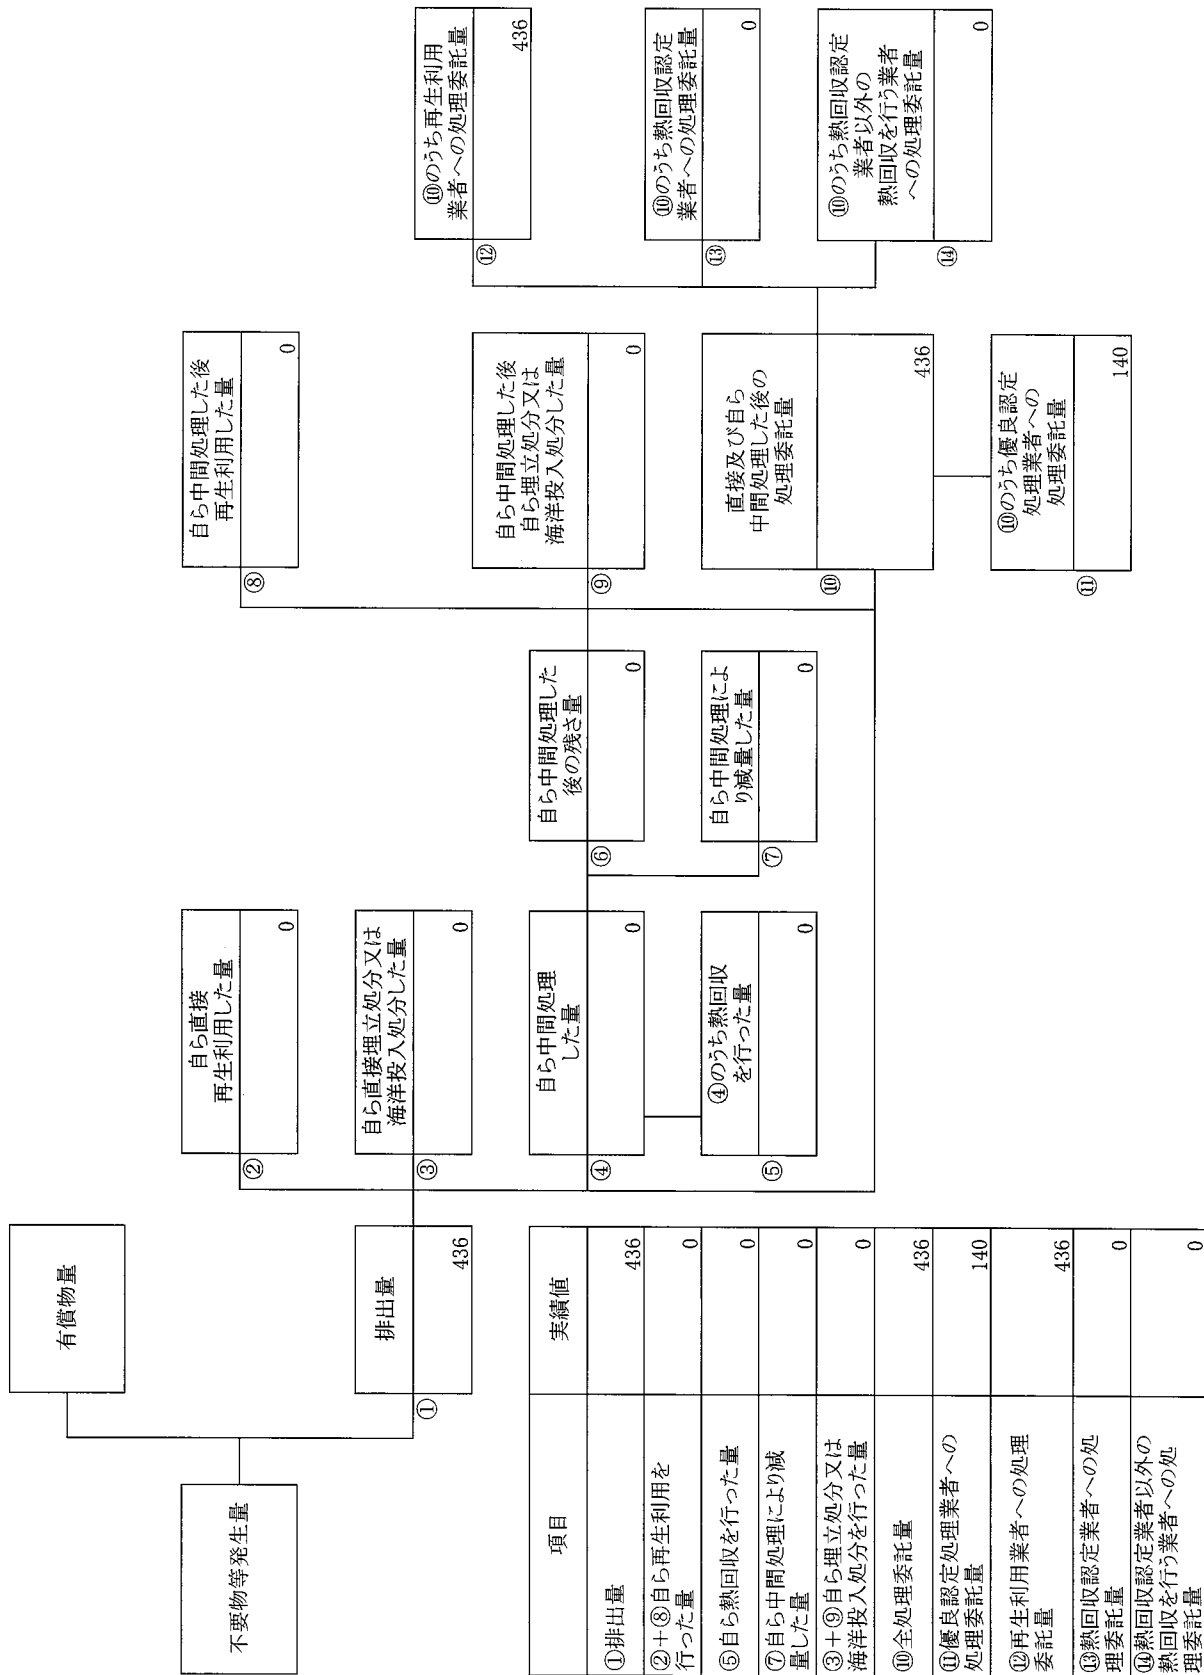 有償物量
不要物等発生量
排出量
①
436
自ら直接
再生利用した量
②
0
自ら直接埋立処分又は
海洋投入処分した量
③
0
自ら中間処理
した量
④
0
④のうち熱回収
を行った量
⑤
0
自ら中間処理した
後の残さ量
⑥
0
自ら中間処理によ
り減量した量
⑦
0
自ら中間処理した後
再生利用した量
⑧
0
自ら中間処理した後
自ら埋立処分又は
海洋投入処分した量
⑨
0
直接及び自ら
中間処理した後の
処理委託量
⑩
436
⑩のうち優良認定
処理業者への
処理委託量
⑪
140
⑩のうち再生利用
業者への処理委託量
⑫
436
⑩のうち熱回収認定
業者への処理委託量
⑬
0
⑩のうち熱回収認定
業者以外の
熱回収を行う業者
への処理委託量
⑭
0
項目 実績値
①排出量 436
②+⑧自ら再生利用を
行った量 0
⑤自ら熱回収を行った量 0
⑦自ら中間処理により減
量した量 0
③+⑨自ら埋立処分又は
海洋投入処分を行った量 0
⑩全処理委託量 436
⑪優良認定処理業者への
処理委託量 140
⑫再生利用業者への処理
委託量 436
⑬熱回収認定業者への処
理委託量 0
⑭熱回収認定業者以外の
熱回収を行う業者への処
理委託量 0